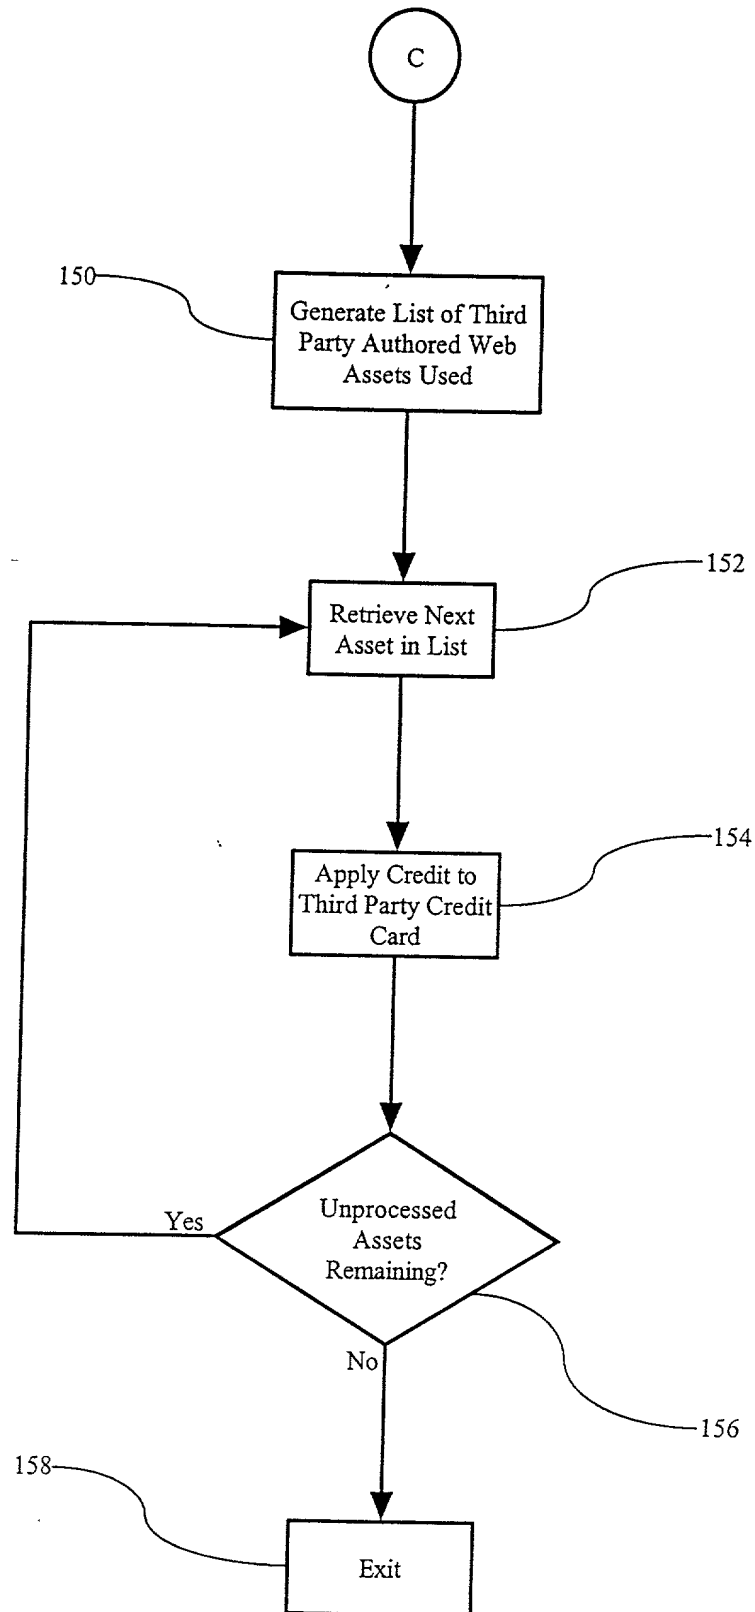 C
150
Generate List of Third
Party Authored Web
Assets Used
152
Retrieve Next
Asset in List
154
Apply Credit to
Third Party Credit
Card
Yes
Unprocessed
Assets
Remaining?
No
156
158
Exit